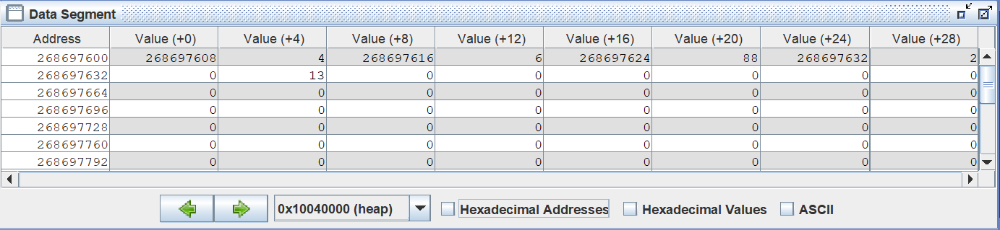 Data Segment
Address Value (+0) Value (+4) Value (+8) Value (+12) Value (+16) Value (+20) Value (+24) Value (+28)
268697600 268697608 4 268697616 6 268697624 88 268697632 2
268697632 0 13 0 0 0 0 0 0
268697664 0 0 0 0 0 0 0 0
268697696 0 0 0 0 0 0 0 0
268697728 0 0 0 0 0 0 0 0
268697760 0 0 0 0 0 0 0 0
268697792 0 0 0 0 0 0 0 0
0x10040000 (heap) Hexadecimal Addresses Hexadecimal Values ASCII